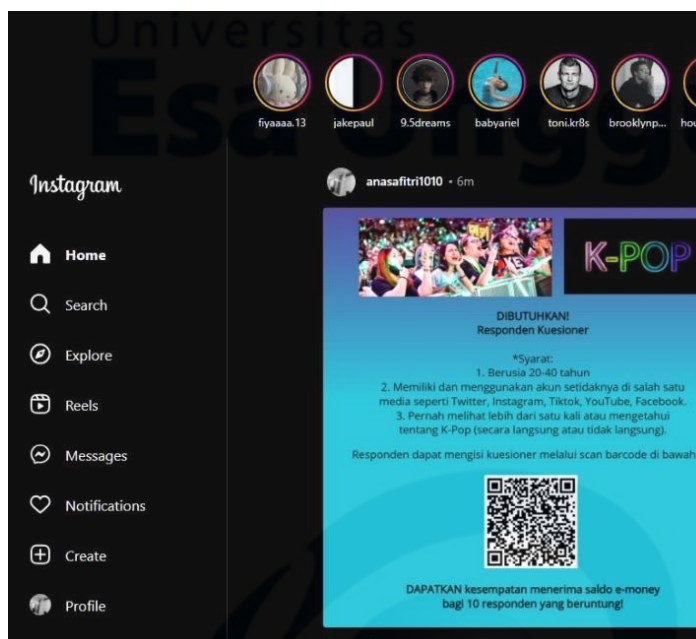 Universitas
Esa Unggu
fiyaaaa.13
jakepaul
9.5dreams
babyariel
toni.kr8s
brooklynp...
hou
Instagram
anasafitri1010 • 6m
K-POP
Home
Search
Explore
Reels
Messages
Notifications
Create
Profile
DIBUTUHKAN!
Responden Kuesioner
*Syarat:
1. Berusia 20-40 tahun
2. Memiliki dan menggunakan akun setidaknya di salah satu
media seperti Twitter, Instagram, Tiktok, YouTube, Facebook.
3. Pernah melihat lebih dari satu kali atau mengetahui
tentang K-Pop (secara langsung atau tidak langsung).
Responden dapat mengisi kuesioner melalui scan barcode di bawah
DAPATKAN kesempatan menerima saldo e-money
bagi 10 responden yang beruntung!